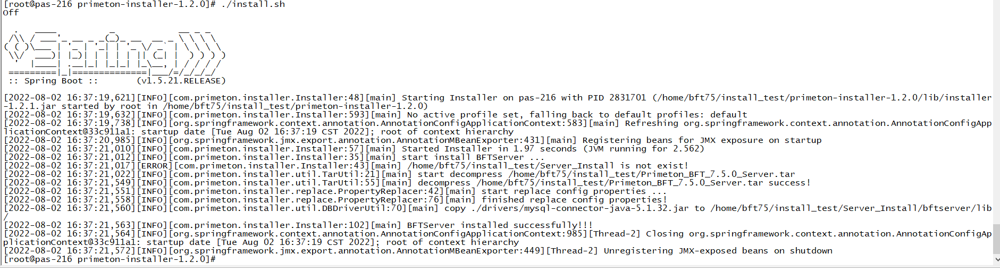 [root@pas-216 primeton-installer-1.2.0]# ./install.sh
Off
  .   ____          _            __ _ _
 /\\ / ___'_ __ _ _(_)_ __  __ _ \ \ \ \
( ( )\___ | '_ | '_| | '_ \/ _` | \ \ \ \
 \\/  ___)| |_)| | | | | || (_| |  ) ) ) )
  '  |____| .__|_| |_|_| |_\__, | / / / /
 =========|_|==============|___/=/_/_/_/
 :: Spring Boot ::       (v1.5.21.RELEASE)
[2022-08-02 16:37:19,621][INFO][com.primeton.installer.Installer:48][main] Starting Installer on pas-216 with PID 2831701 (/home/bft75/install_test/primeton-installer-1.2.0/lib/installer
-1.2.1.jar started by root in /home/bft75/install_test/primeton-installer-1.2.0)
[2022-08-02 16:37:19,632][INFO][com.primeton.installer.Installer:593][main] No active profile set, falling back to default profiles: default
[2022-08-02 16:37:19,738][INFO][org.springframework.context.annotation.AnnotationConfigApplicationContext:583][main] Refreshing org.springframework.context.annotation.AnnotationConfigApp
licationContext@33c911a1: startup date [Tue Aug 02 16:37:19 CST 2022]; root of context hierarchy
[2022-08-02 16:37:20,985][INFO][org.springframework.jmx.export.annotation.AnnotationMBeanExporter:431][main] Registering beans for JMX exposure on startup
[2022-08-02 16:37:21,010][INFO][com.primeton.installer.Installer:57][main] Started Installer in 1.97 seconds (JVM running for 2.562)
[2022-08-02 16:37:21,012][INFO][com.primeton.installer.Installer:35][main] start install BFTServer ...
[2022-08-02 16:37:21,017][ERROR][com.primeton.installer.Installer:43][main] /home/bft75/install_test/Server_Install is not exist!
[2022-08-02 16:37:21,022][INFO][com.primeton.installer.util.TarUtil:21][main] start decompress /home/bft75/install_test/Primeton_BFT_7.5.0_Server.tar
[2022-08-02 16:37:21,549][INFO][com.primeton.installer.util.TarUtil:55][main] decompress /home/bft75/install_test/Primeton_BFT_7.5.0_Server.tar success!
[2022-08-02 16:37:21,551][INFO][com.primeton.installer.replace.PropertyReplacer:42][main] start replace config properties ...
[2022-08-02 16:37:21,558][INFO][com.primeton.installer.replace.PropertyReplacer:76][main] finished replace config properties!
[2022-08-02 16:37:21,560][INFO][com.primeton.installer.util.DBDriverUtil:70][main] copy ./drivers/mysql-connector-java-5.1.32.jar to /home/bft75/install_test/Server_Install/bftserver/lib
/
[2022-08-02 16:37:21,563][INFO][com.primeton.installer.Installer:102][main] BFTServer installed successfully!!!
[2022-08-02 16:37:21,564][INFO][org.springframework.context.annotation.AnnotationConfigApplicationContext:985][Thread-2] Closing org.springframework.context.annotation.AnnotationConfigAp
plicationContext@33c911a1: startup date [Tue Aug 02 16:37:19 CST 2022]; root of context hierarchy
[2022-08-02 16:37:21,572][INFO][org.springframework.jmx.export.annotation.AnnotationMBeanExporter:449][Thread-2] Unregistering JMX-exposed beans on shutdown
[root@pas-216 primeton-installer-1.2.0]#